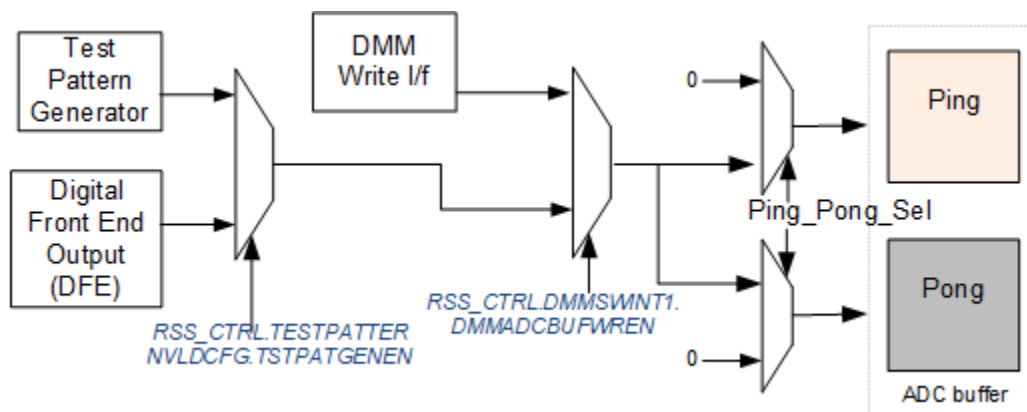 Test
Pattern
Generator
DMM
Write I/f
0
Ping
Digital
Front End
Output
(DFE)
Ping_Pong_Sel
RSS_CTRL.TESTPATTER
NVLDCFG.TSTPATGENEN
RSS_CTRL.DMMSWINT1.
DMMADCBUFWREN
Pong
0
ADC buffer